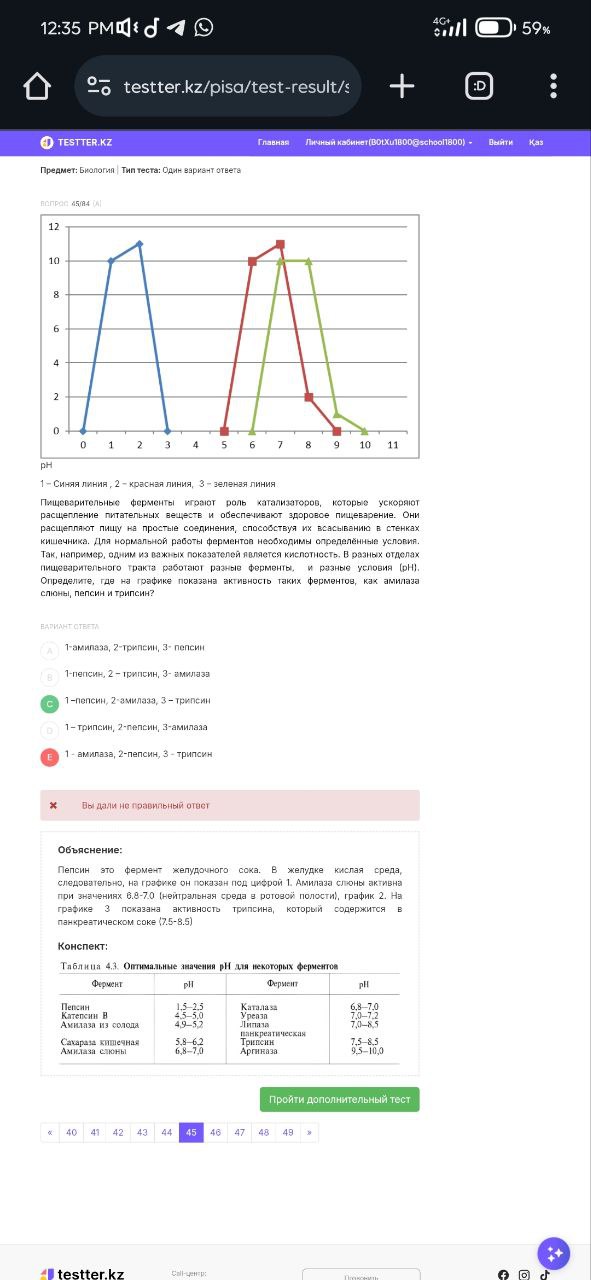 12:35 PM
4G+
59%
testter.kz/pisa/test-result/s
:D
TESTTER.KZ
Главная
Личный кабинет(B0tXu1800@school1800)
Выйти
Қаз
Предмет: Биология | Тип теста: Один вариант ответа
ВОПРОС 45/84 (A)
12
10
8
6
4
2
0
0 1 2 3 4 5 6 7 8 9 10 11
pH
1 – Синяя линия , 2 – красная линия, 3 – зеленая линия
Пищеварительные ферменты играют роль катализаторов, которые ускоряют
расщепление питательных веществ и обеспечивают здоровое пищеварение. Они
расщепляют пищу на простые соединения, способствуя их всасыванию в стенках
кишечника. Для нормальной работы ферментов необходимы определённые условия.
Так, например, одним из важных показателей является кислотность. В разных отделах
пищеварительного тракта работают разные ферменты, и разные условия (pH).
Определите, где на графике показана активность таких ферментов, как амилаза
слюны, пепсин и трипсин?
ВАРИАНТ ОТВЕТА
A 1-амилаза, 2-трипсин, 3- пепсин
B 1-пепсин, 2 – трипсин, 3- амилаза
C 1 –пепсин, 2-амилаза, 3 – трипсин
D 1 – трипсин, 2-пепсин, 3-амилаза
E 1 - амилаза, 2-пепсин, 3 - трипсин
Вы дали не правильный ответ
Объяснение:
Пепсин это фермент желудочного сока. В желудке кислая среда,
следовательно, на графике он показан под цифрой 1. Амилаза слюны активна
при значениях 6.8-7.0 (нейтральная среда в ротовой полости), график 2. На
графике 3 показана активность трипсина, который содержится в
панкреатическом соке (7.5-8.5)
Конспект:
Таблица 4.3. Оптимальные значения pH для некоторых ферментов
Фермент pH Фермент pH
Пепсин 1,5–2,5 Каталаза 6,8–7,0
Катепсин В 4,5–5,0 Уреаза 7,0–7,2
Амилаза из солода 4,9–5,2 Липаза 7,0–8,5
панкреатическая
Сахараза кишечная 5,8–6,2 Трипсин 7,5–8,5
Амилаза слюны 6,8–7,0 Аргиназа 9,5–10,0
Пройти дополнительный тест
« 40 41 42 43 44 45 46 47 48 49 »
testter.kz
Call-центр:
Позвонить